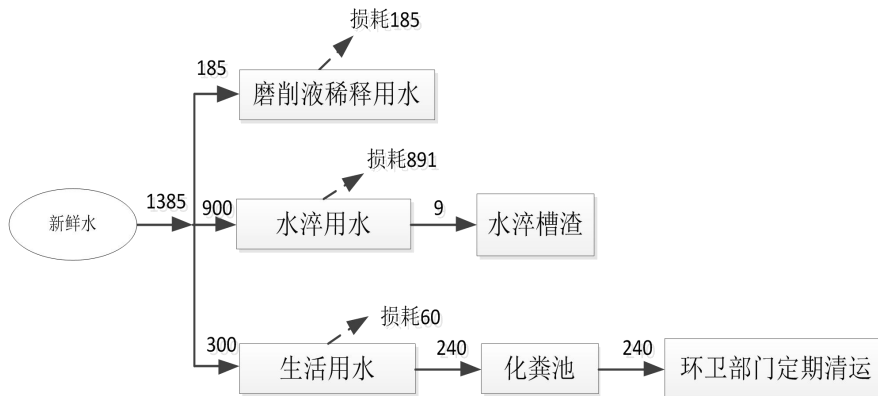 损耗185
185
磨削液稀释用水
损耗891
新鲜水
1385
900
水淬用水
9
水淬槽渣
损耗60
300
生活用水
240
化粪池
240
环卫部门定期清运